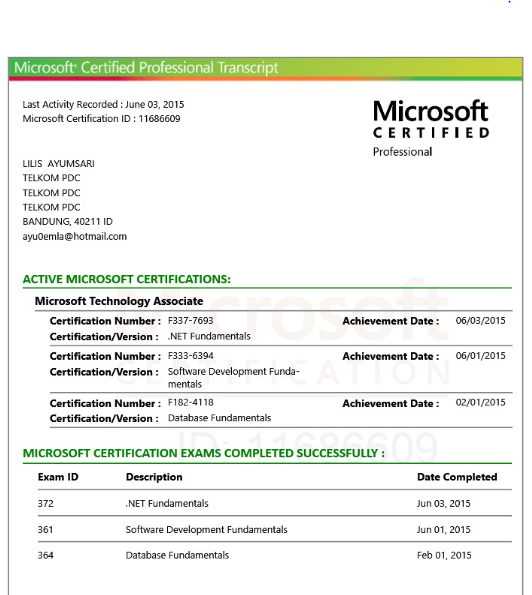 Microsoft® Certified Professional Transcript
Last Activity Recorded : June 03, 2015
Microsoft Certification ID : 11686609
Microsoft
CERTIFIED
Professional
LILIS AYUMSARI
TELKOM PDC
TELKOM PDC
TELKOM PDC
BANDUNG, 40211 ID
ayu0emla@hotmail.com
ACTIVE MICROSOFT CERTIFICATIONS:
Microsoft Technology Associate
Certification Number : F337-7693 Achievement Date : 06/03/2015
Certification/Version : .NET Fundamentals
Certification Number : F333-6394 Achievement Date : 06/01/2015
Certification/Version : Software Development Funda-
mentals
Certification Number : F182-4118 Achievement Date : 02/01/2015
Certification/Version : Database Fundamentals
Microsoft
CERTIFICATION
ID: 11686609
MICROSOFT CERTIFICATION EXAMS COMPLETED SUCCESSFULLY :
Exam ID Description Date Completed
372 .NET Fundamentals Jun 03, 2015
361 Software Development Fundamentals Jun 01, 2015
364 Database Fundamentals Feb 01, 2015